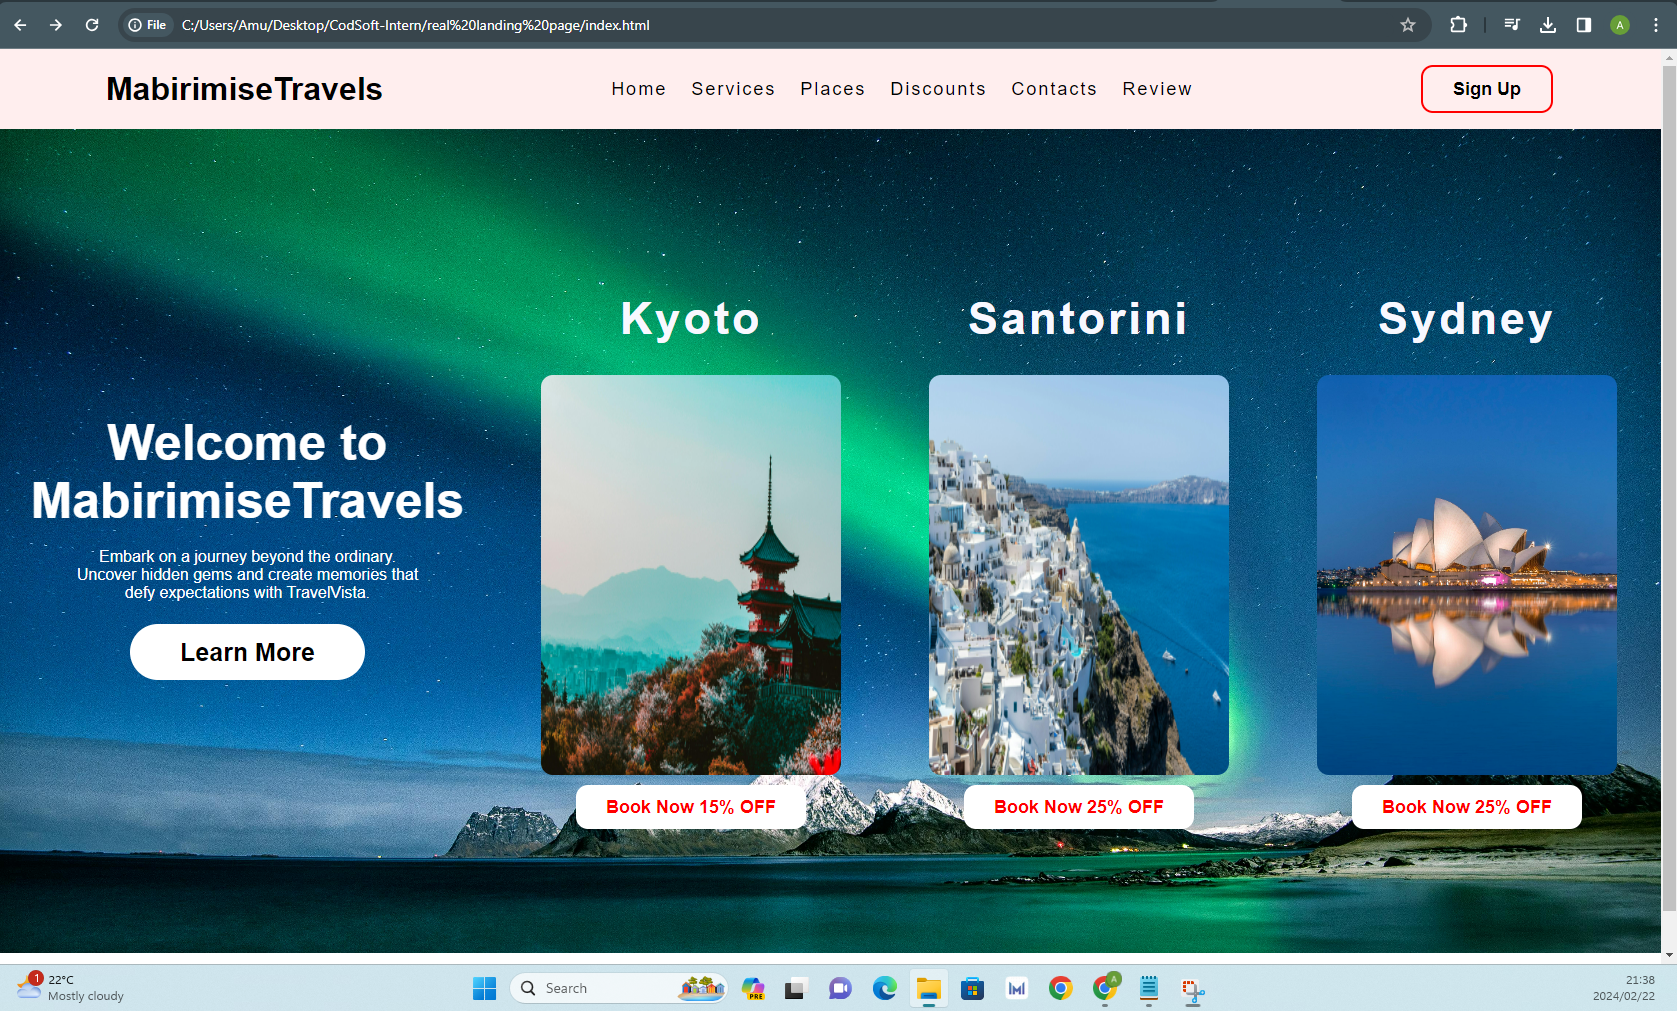 File
C:/Users/Amu/Desktop/CodSoft-Intern/real%20landing%20page/index.html
A
MabirimiseTravels
Home Services Places Discounts Contacts Review
Sign Up
Kyoto
Santorini
Sydney
Welcome to
MabirimiseTravels
Embark on a journey beyond the ordinary.
Uncover hidden gems and create memories that
defy expectations with TravelVista.
Learn More
Book Now 15% OFF
Book Now 25% OFF
Book Now 25% OFF
1
22°C
Mostly cloudy
Search
PRE
A
21:38
2024/02/22